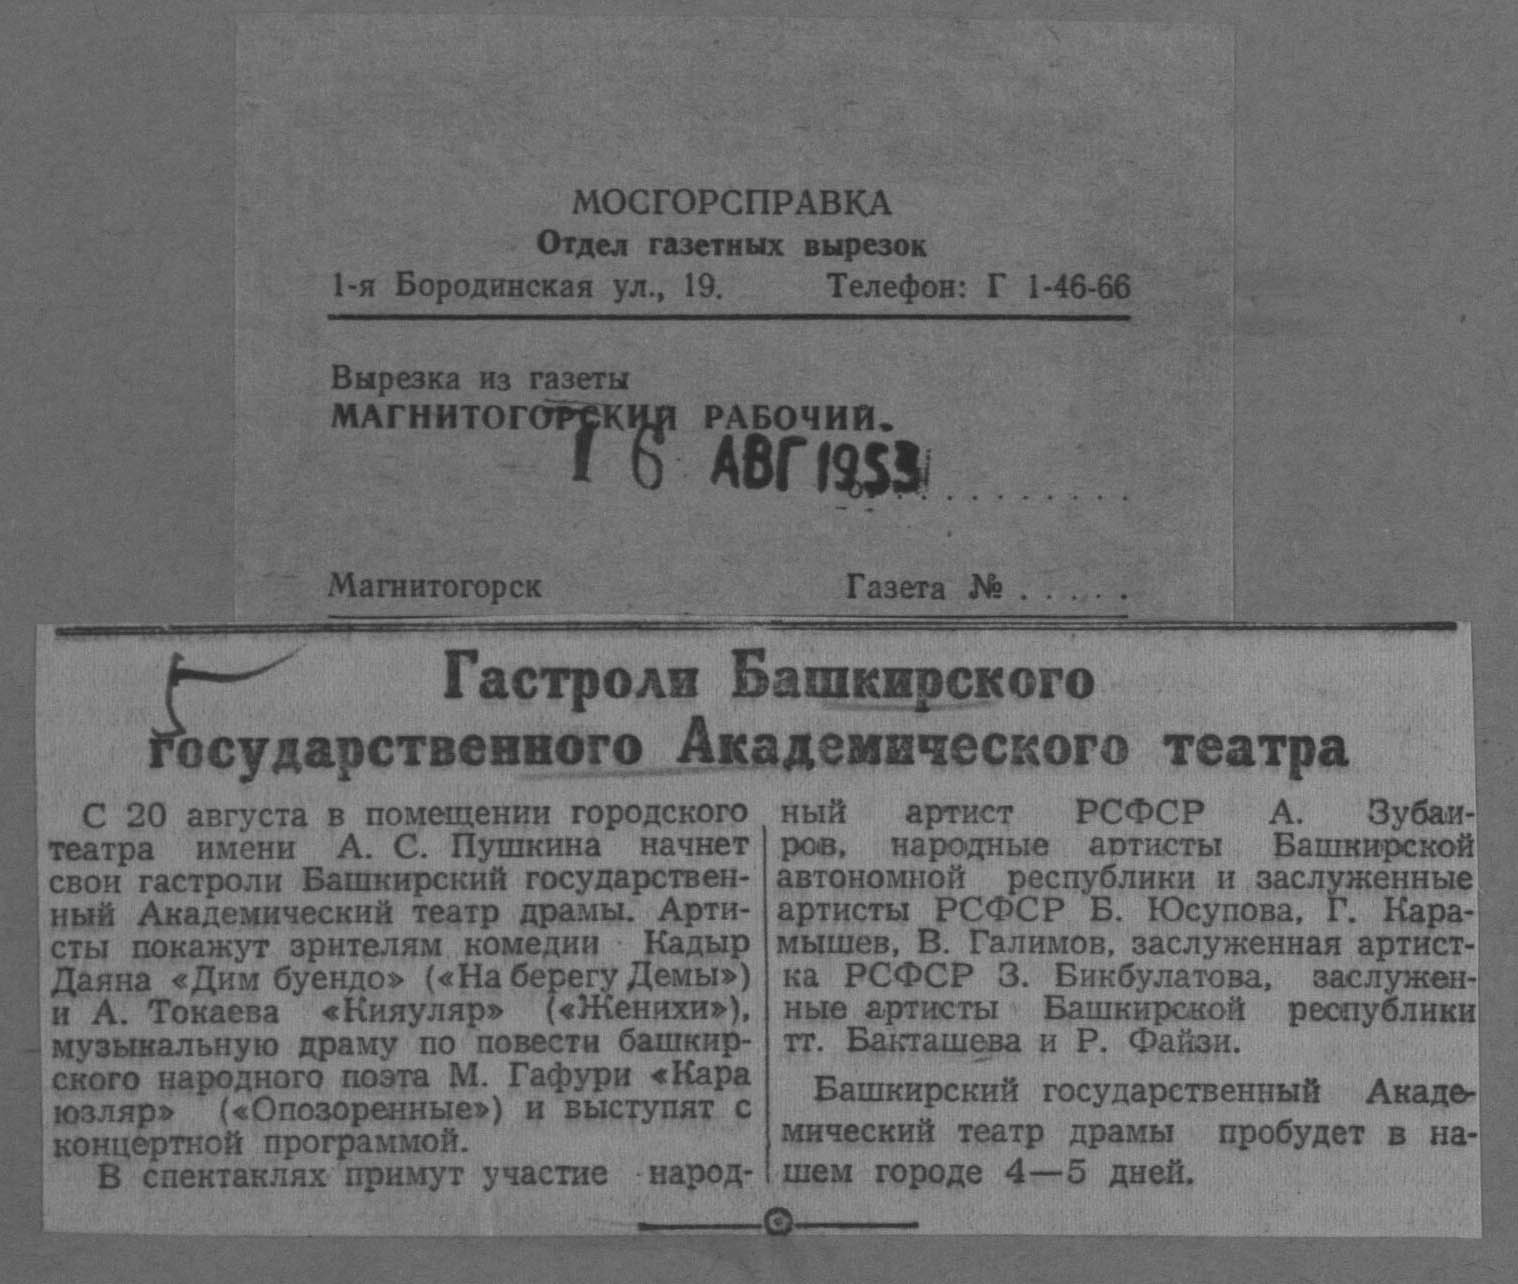 МОСГОРСПРАВКА
Отдел газетных вырезок
1-я Бородинская ул., 19. Телефон: Г 1-46-66
Вырезка из газеты
МАГНИТОГОРСКИЙ РАБОЧИЙ.
16 АВГ 1953
Магнитогорск Газета № . . . . .
Гастроли Башкирского
государственного Академического театра
С 20 августа в помещении городского
театра имени А. С. Пушкина начнет
свои гастроли Башкирский государствен-
ный Академический театр драмы. Арти-
сты покажут зрителям комедии Кадыр
Даяна «Дим буендо» («На берегу Демы»)
и А. Токаева «Кияуляр» («Женихи»),
музыкальную драму по повести башкир-
ского народного поэта М. Гафури «Кара
юзляр» («Опозоренные») и выступят с
концертной программой.
В спектаклях примут участие народ-
ный артист РСФСР А. Зубаи-
ров, народные артисты Башкирской
автономной республики и заслуженные
артисты РСФСР Б. Юсупова, Г. Кара-
мышев, В. Галимов, заслуженная артист-
ка РСФСР З. Бикбулатова, заслужен-
ные артисты Башкирской республики
тт. Бакташева и Р. Файзи.
Башкирский государственный Акаде-
мический театр драмы пробудет в на-
шем городе 4—5 дней.